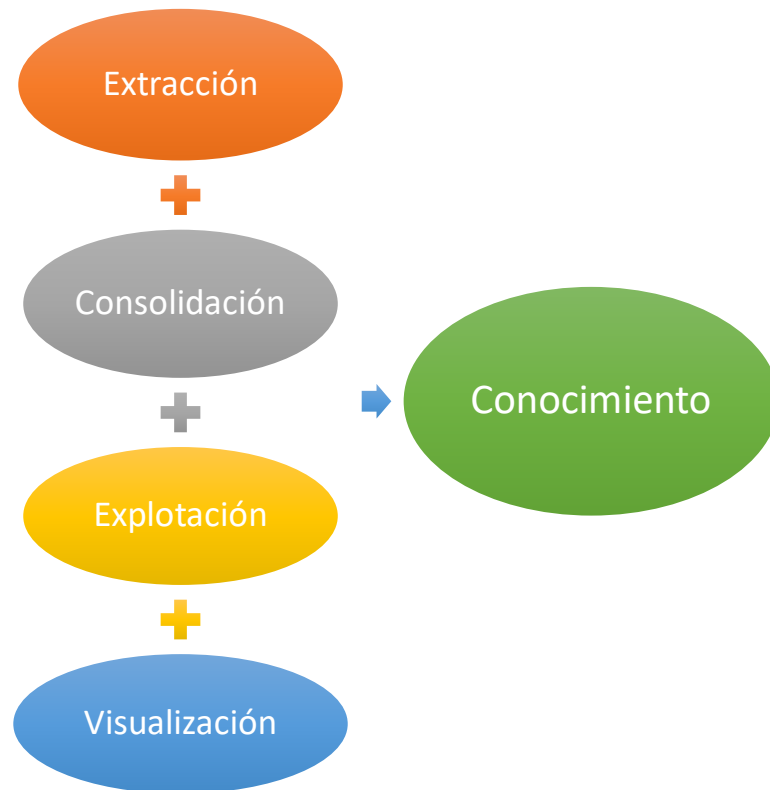 Extracción
Consolidación
Explotación
Visualización
Conocimiento